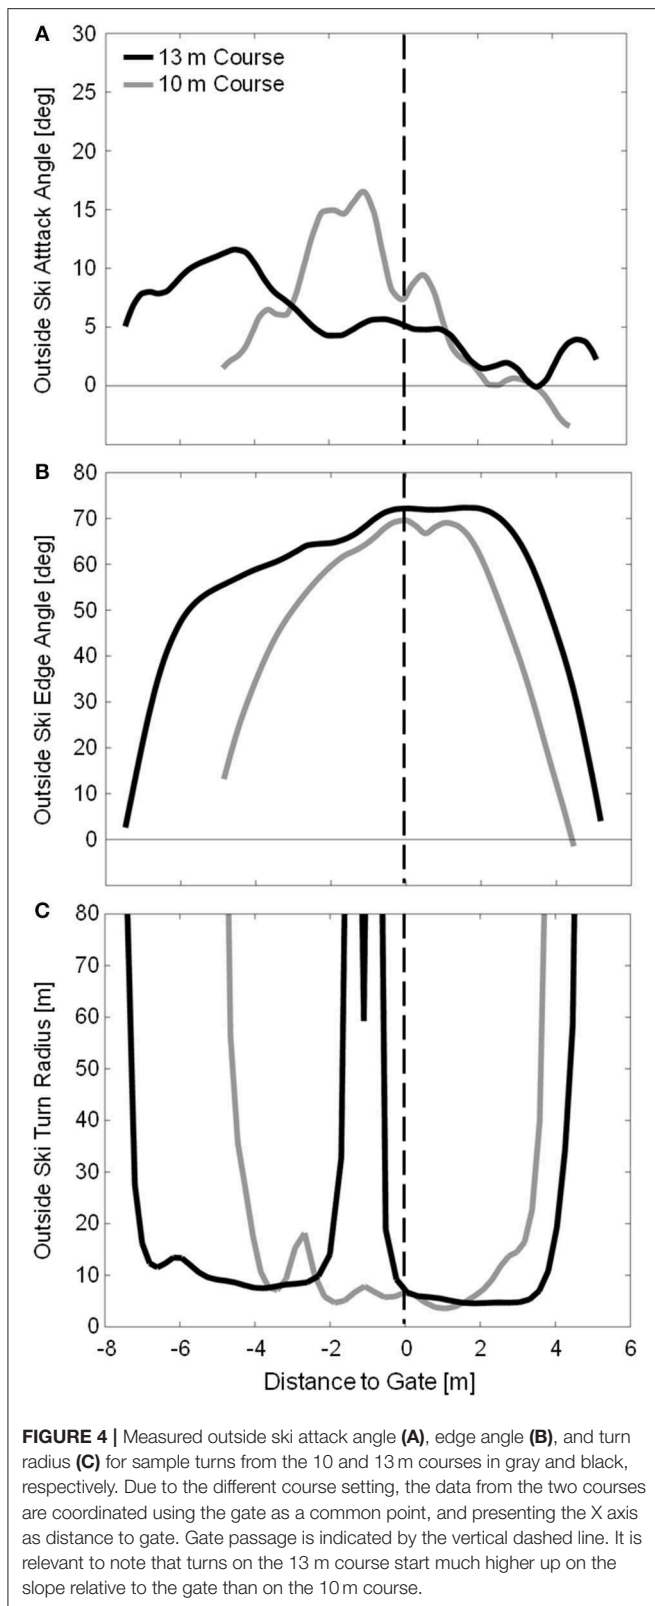 A
30
25
20
15
10
5
0
Outside Ski Atttack Angle [deg]
13 m Course
10 m Course
B
80
70
60
50
40
30
20
10
0
Outside Ski Edge Angle [deg]
C
80
70
60
50
40
30
20
10
0
Outside Ski Turn Radius [m]
-8 -6 -4 -2 0 2 4 6
Distance to Gate [m]
FIGURE 4 | Measured outside ski attack angle (A), edge angle (B), and turn
radius (C) for sample turns from the 10 and 13 m courses in gray and black,
respectively. Due to the different course setting, the data from the two courses
are coordinated using the gate as a common point, and presenting the X axis
as distance to gate. Gate passage is indicated by the vertical dashed line. It is
relevant to note that turns on the 13 m course start much higher up on the
slope relative to the gate than on the 10 m course.